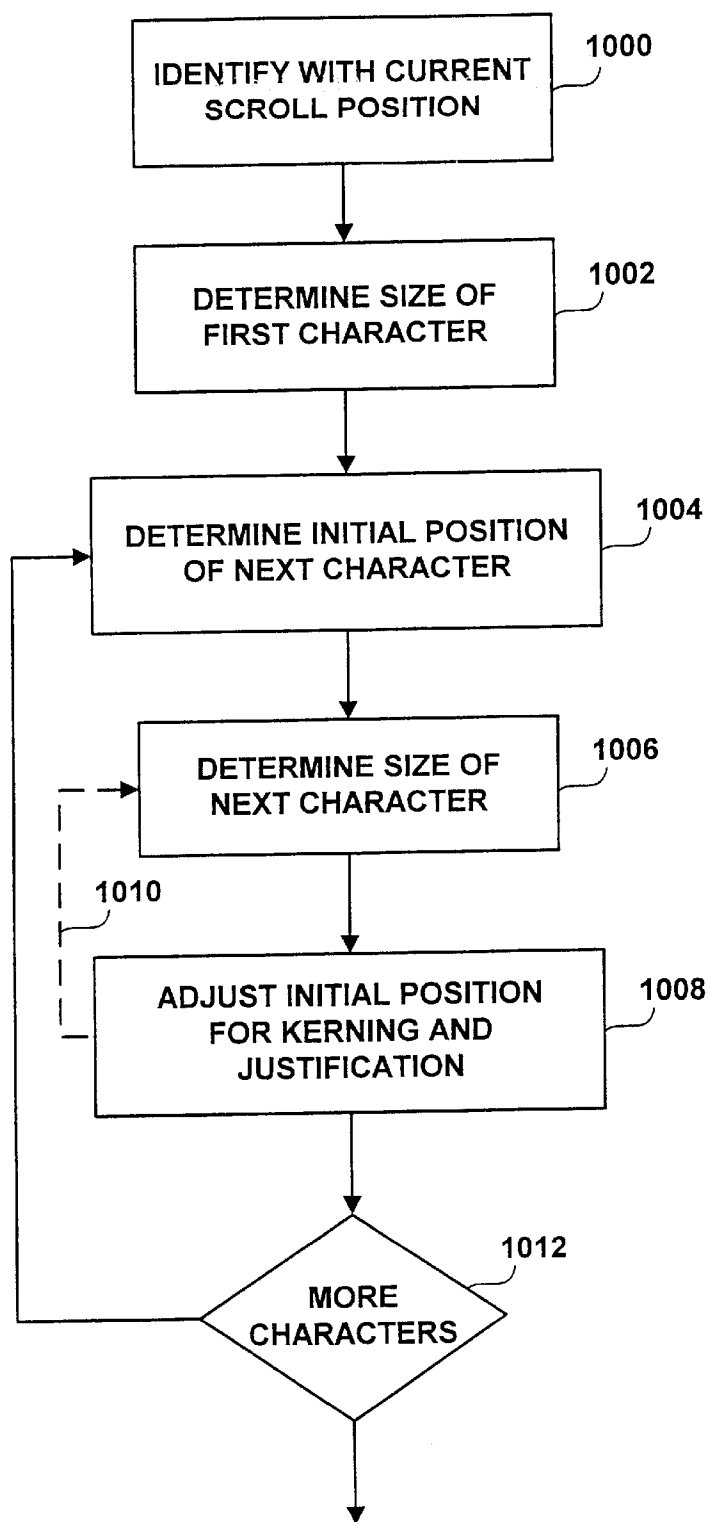 IDENTIFY WITH CURRENT
SCROLL POSITION
1000
DETERMINE SIZE OF
FIRST CHARACTER
1002
DETERMINE INITIAL POSITION
OF NEXT CHARACTER
1004
DETERMINE SIZE OF
NEXT CHARACTER
1006
1010
ADJUST INITIAL POSITION
FOR KERNING AND
JUSTIFICATION
1008
MORE
CHARACTERS
1012